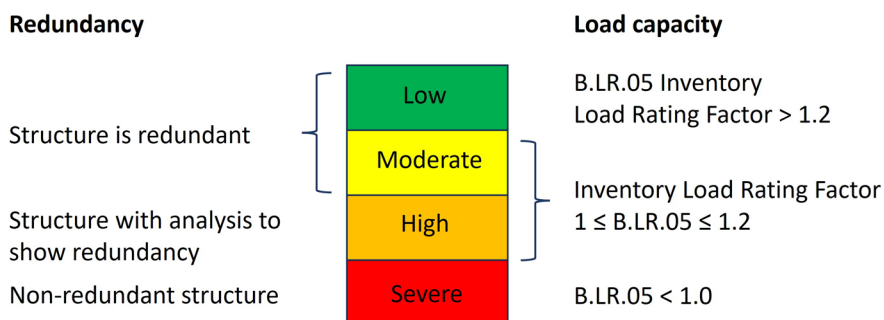 Redundancy
Load capacity
Low
B.LR.05 Inventory
Load Rating Factor > 1.2
Structure is redundant
Moderate
Inventory Load Rating Factor
1 ≤ B.LR.05 ≤ 1.2
Structure with analysis to
show redundancy
High
Non-redundant structure
Severe
B.LR.05 < 1.0